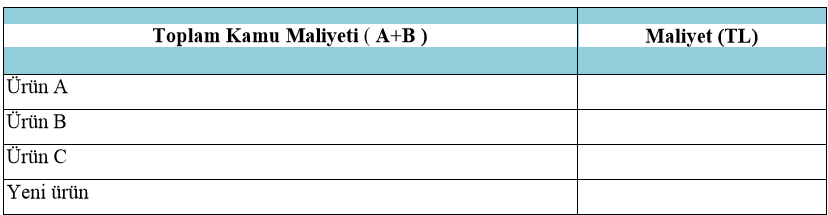 Toplam Kamu Maliyeti ( A+B ) Maliyet (TL)
Ürün A
Ürün B
Ürün C
Yeni ürün